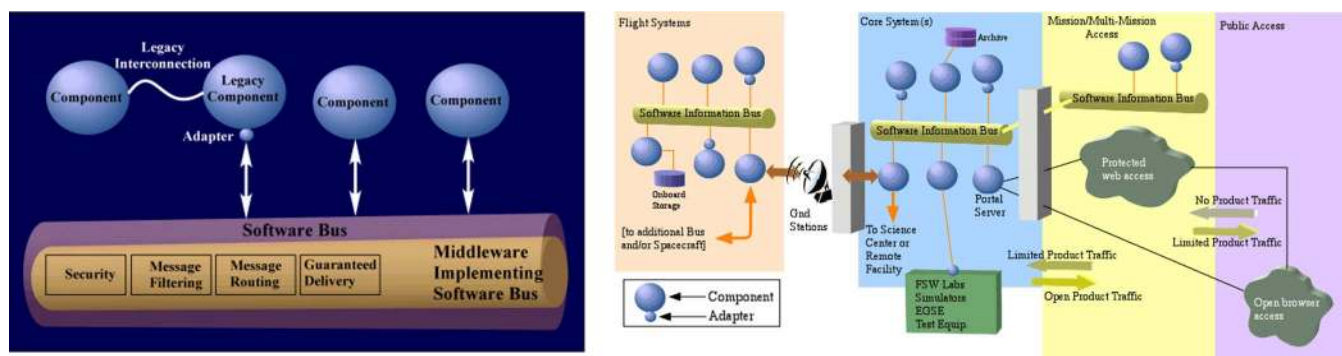 Legacy
Interconnection
Component
Legacy
Component
Component
Component
Adapter
Software Bus
Security
Message
Filtering
Message
Routing
Guaranteed
Delivery
Middleware
Implementing
Software Bus
Flight Systems
Software Information Bus
Onboard
Storage
[to additional Bus
and/or Spacecraft]
Component
Adapter
Gnd
Stations
Core System(s)
Archive
Software Information Bus
Portal
Server
To Science
Center or
Remote
Facility
FSW Labs
Simulators
EGSE
Test Equip.
Mission/Multi-Mission
Access
Software Information Bus
Protected
web access
Limited Product Traffic
Open Product Traffic
Public Access
No Product Traffic
Limited Product Traffic
Open browser
access